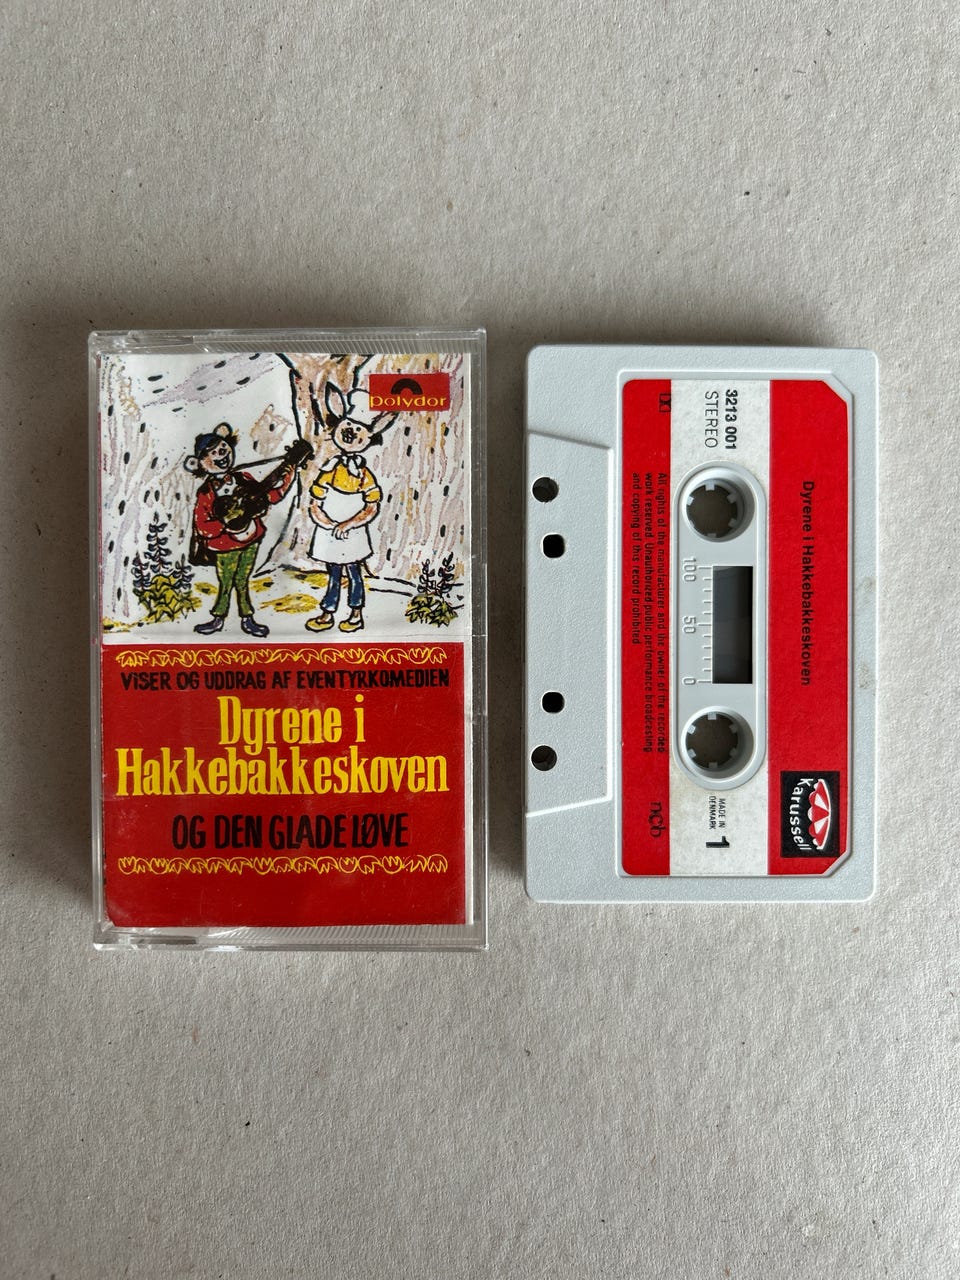 polydor
VISER OG UDDRAG AF EVENTYRKOMEDIEN
Dyrene i
Hakkebakkeskoven
OG DEN GLADE LØVE
3213 001
STEREO
Dyrene i Hakkebakkeskoven
All rights of the manufacturer and the owner of the recorded
work reserved. Unauthorized public performance broadcasting
and copying of this record prohibited
100 50 0
ncb
MADE IN
DENMARK
1
karussell